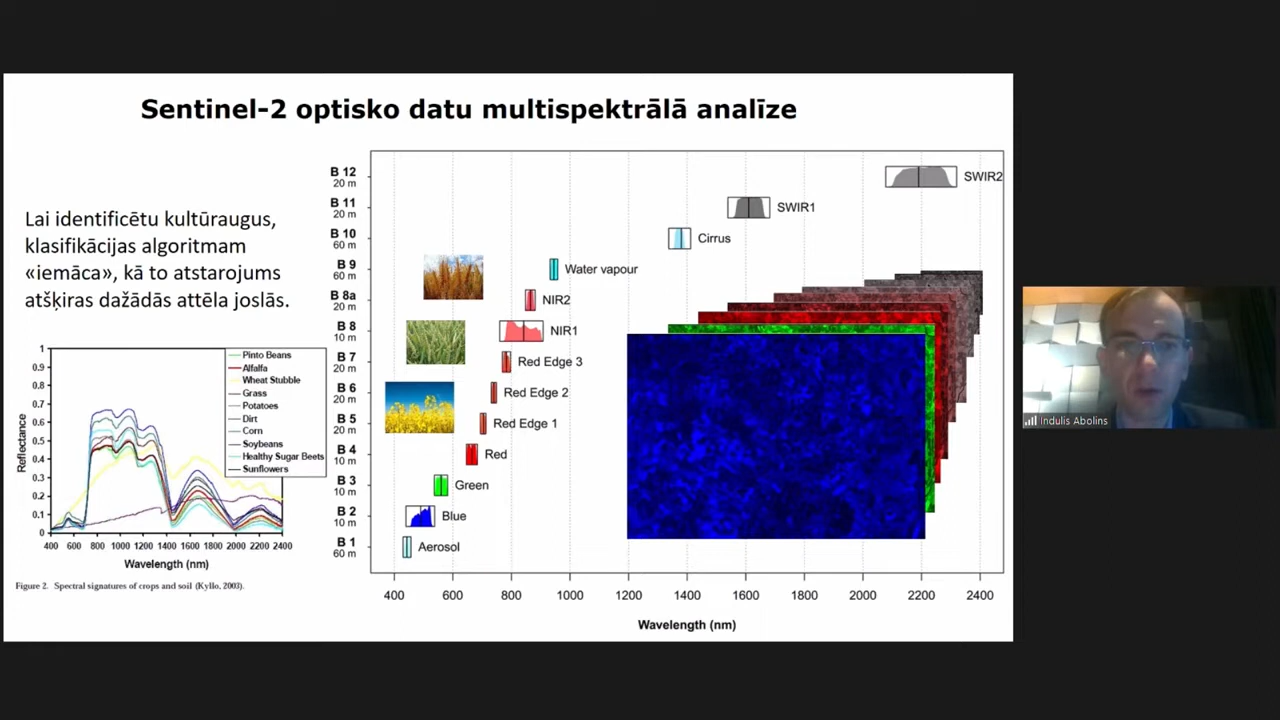 Sentinel-2 optisko datu multispektrālā analīze
Lai identificētu kultūraugus,
klasifikācijas algoritmam
«iemāca», kā to atstarojums
atšķiras dažādās attēla joslās.
B 12
20 m
SWIR2
B 11
20 m
SWIR1
B 10
60 m
Cirrus
B 9
60 m
Water vapour
B 8a
20 m
NIR2
B 8
10 m
NIR1
B 7
20 m
Red Edge 3
B 6
20 m
Red Edge 2
B 5
20 m
Red Edge 1
B 4
10 m
Red
B 3
10 m
Green
B 2
10 m
Blue
B 1
60 m
Aerosol
400 600 800 1000 1200 1400 1600 1800 2000 2200 2400
Wavelength (nm)
1
0.9
0.8
0.7
0.6
0.5
0.4
0.3
0.2
0.1
0
Reflectance
Pinto Beans
Alfalfa
Wheat Stubble
Grass
Potatoes
Dirt
Corn
Soybeans
Healthy Sugar Beets
Sunflowers
400 600 800 1000 1200 1400 1600 2000 2200 2400
Wavelength (nm)
Figure 2. Spectral signatures of crops and soil (Kyllo, 2003).
Indulis Abolins